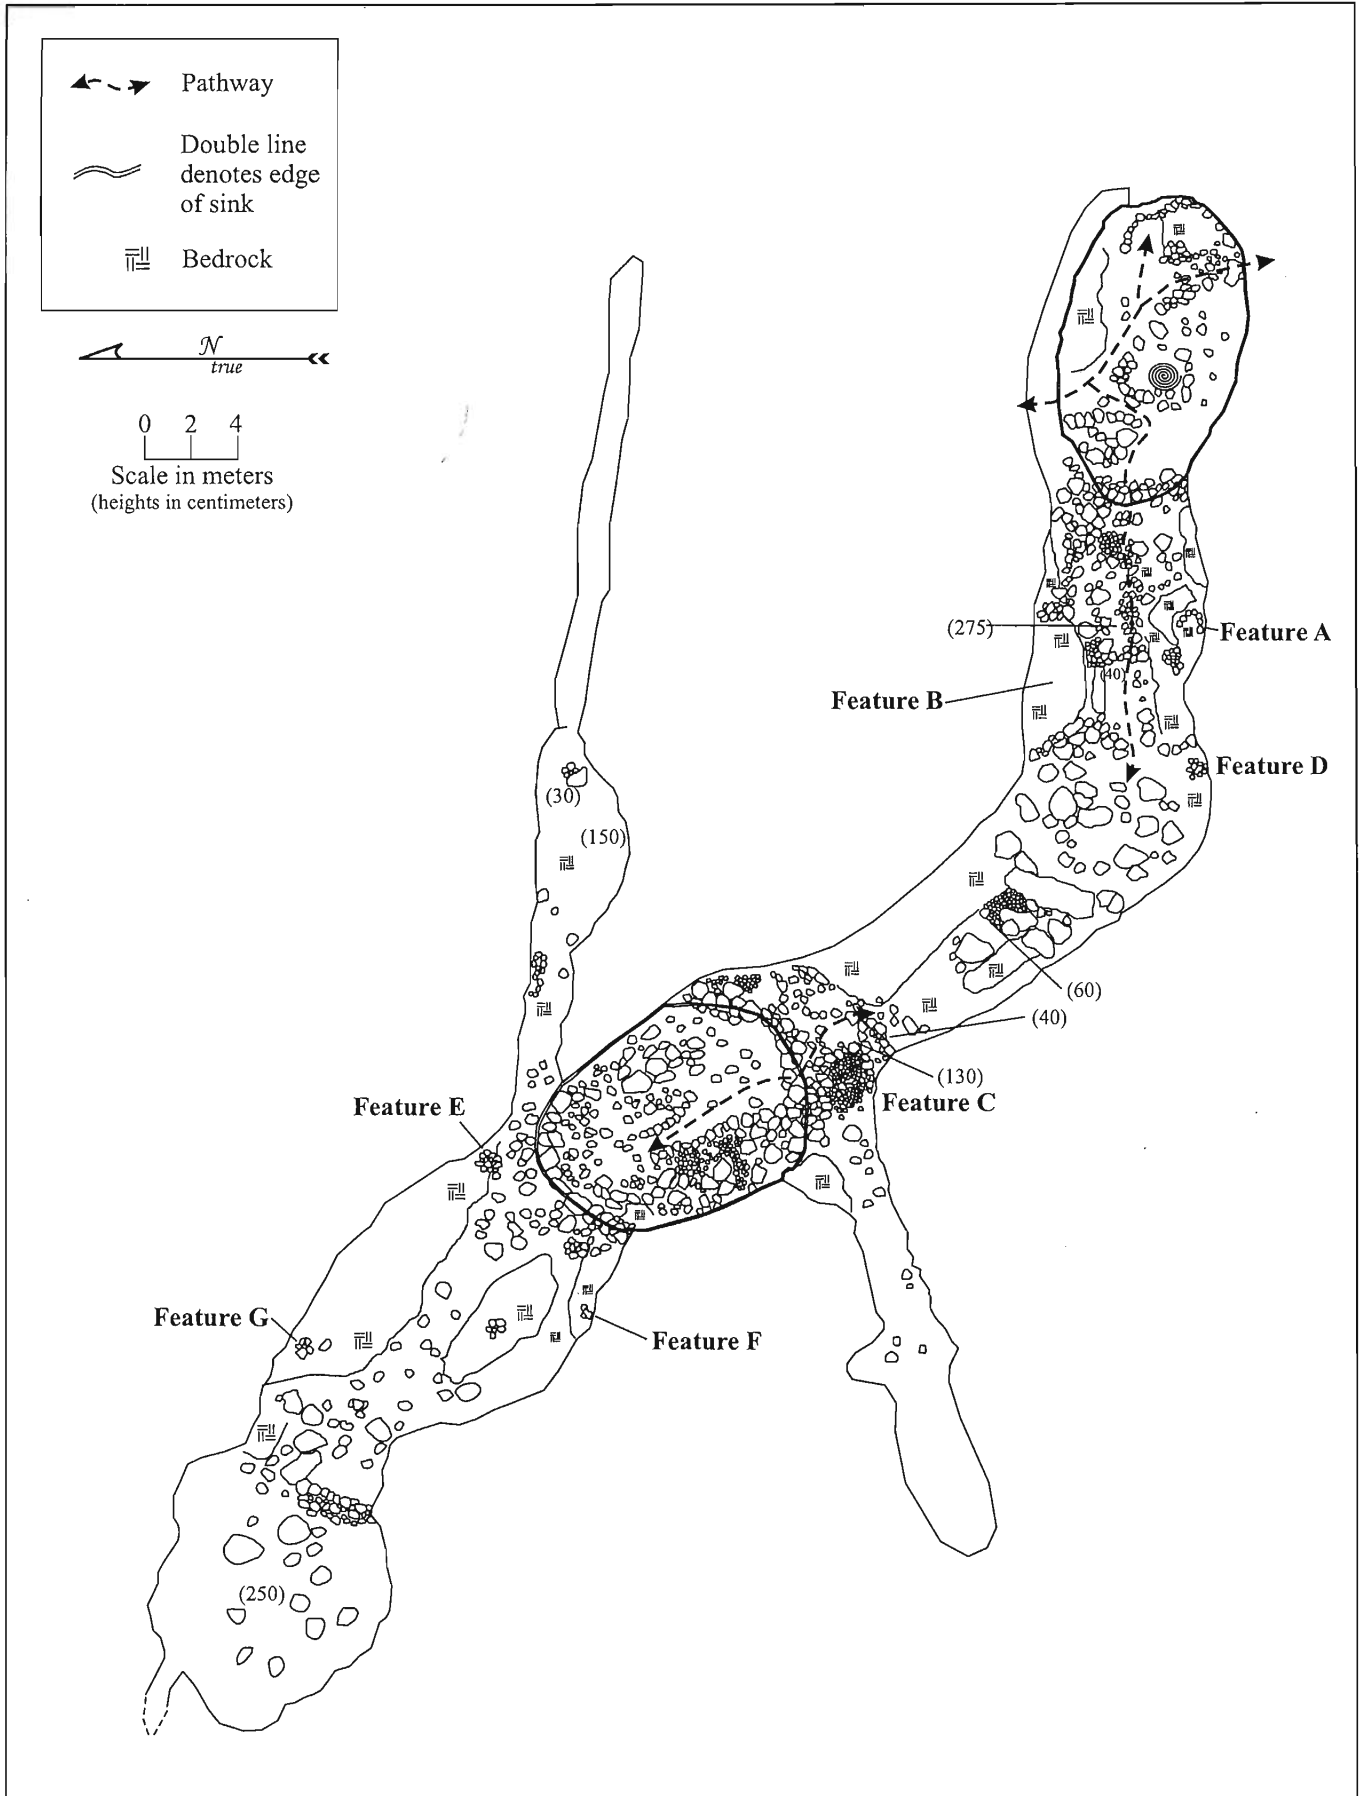 Pathway
Double line
denotes edge
of sink
Bedrock
N
true
0 2 4
Scale in meters
(heights in centimeters)
(275)
Feature A
(40)
Feature B
Feature D
(30)
(150)
(60)
(40)
(130)
Feature C
Feature E
Feature G
Feature F
(250)